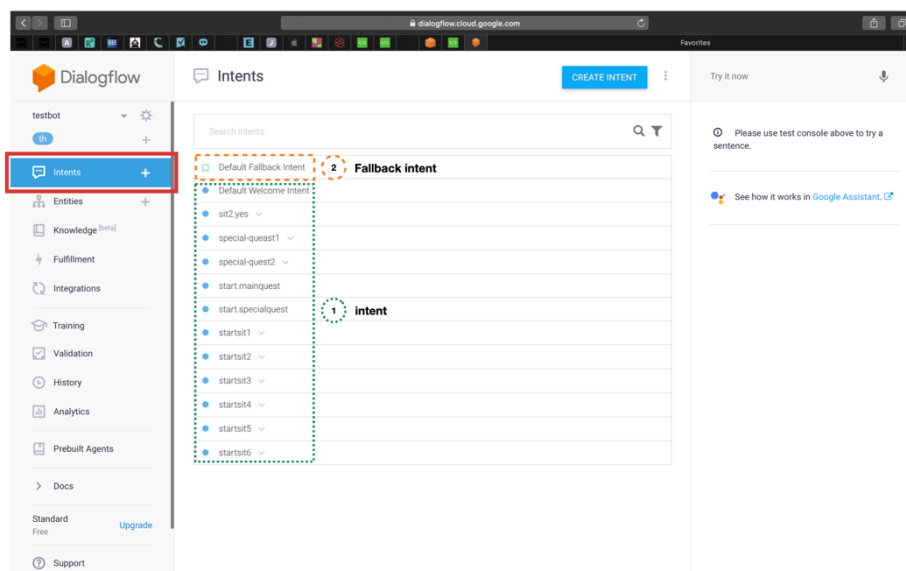 dialogflow.cloud.google.com
Favorites
Dialogflow
Intents
CREATE INTENT
Try it now
testbot
th
Search intents
Please use test console above to try a
sentence.
Intents
Default Fallback Intent
2
Fallback intent
Default Welcome Intent
Entities
See how it works in Google Assistant.
sit2.yes
Knowledge [beta]
special-queast1
Fulfillment
special-quest2
Integrations
start.mainquest
start.specialquest
1
intent
Training
startsit1
Validation
startsit2
History
startsit3
Analytics
startsit4
startsit5
Prebuilt Agents
startsit6
Docs
Standard
Free
Upgrade
Support